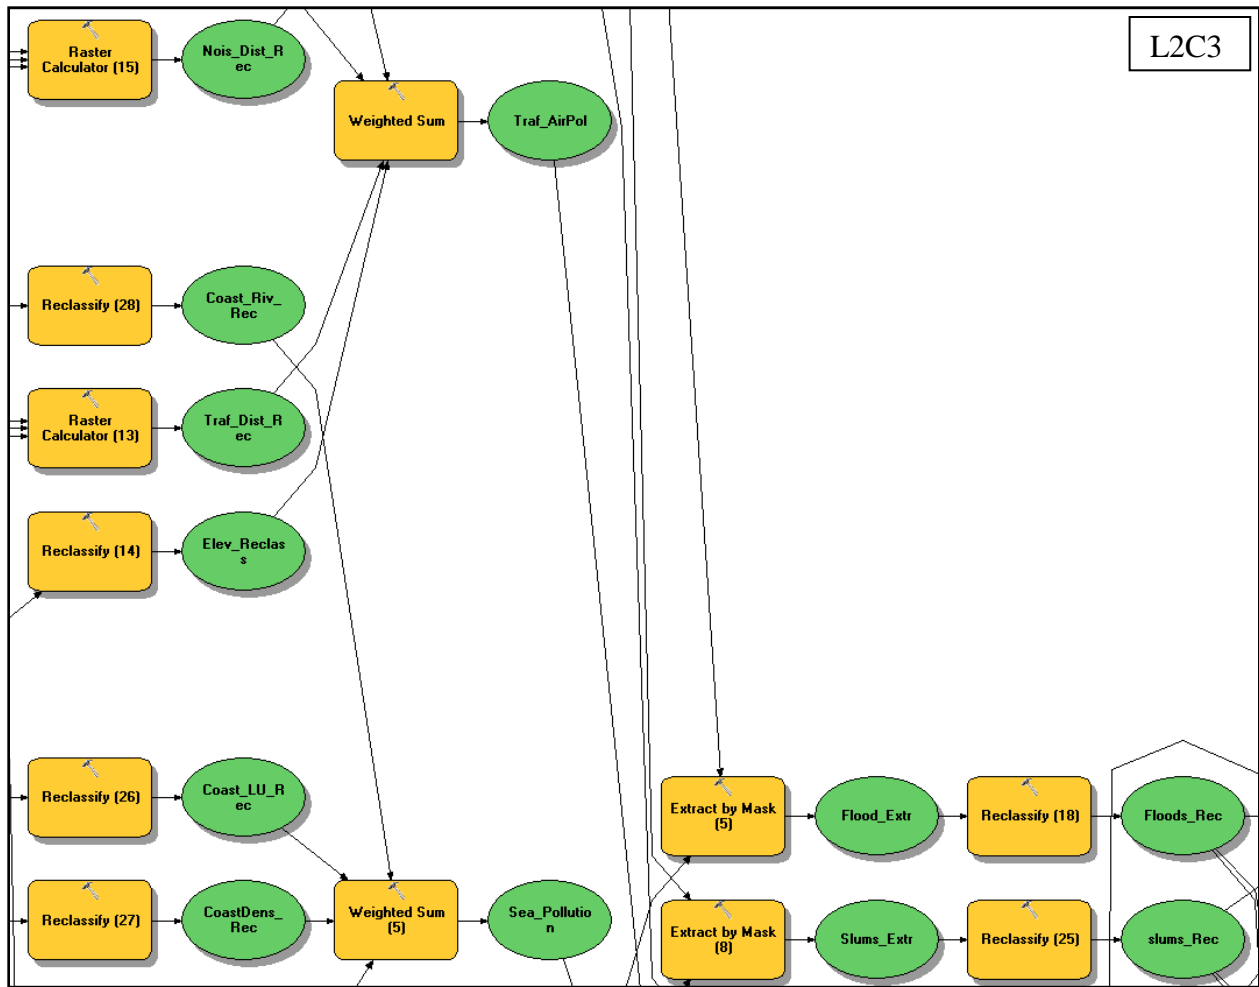 L2C3
Raster
Calculator (15)
Nois_Dist_R
ec
Weighted Sum
Traf_AirPol
Reclassify (28)
Coast_Riv_
Rec
Raster
Calculator (13)
Traf_Dist_R
ec
Reclassify (14)
Elev_Reclas
s
Reclassify (26)
Coast_LU_R
ec
Extract by Mask
(5)
Flood_Extr
Reclassify (18)
Floods_Rec
Reclassify (27)
CoastDens_
Rec
Weighted Sum
(5)
Sea_Pollutio
n
Extract by Mask
(8)
Slums_Extr
Reclassify (25)
slums_Rec